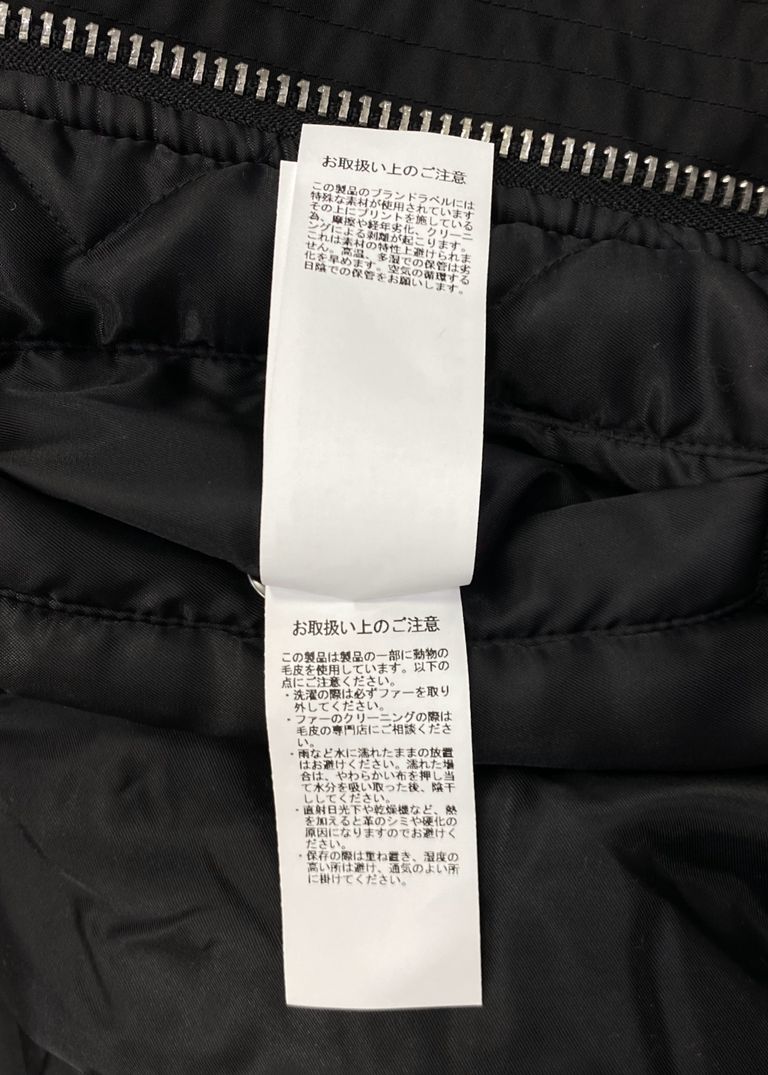 お取扱い上のご注意
この製品のブランドラベルには
特殊な素材が使用されています
その上にプリントを施している
為、摩擦や経年劣化、クリーニ
ングによる剥離が起こります。
これは素材の特性上避けられま
せん。高温、多湿での保管は劣
化を早めます。空気の循環する
日陰での保管をお願いします。
お取扱い上のご注意
この製品は製品の一部に動物の
毛皮を使用しています。以下の
点にご注意ください。
・洗濯の際は必ずファーを取り
外してください。
・ファーのクリーニングの際は
毛皮の専門店にご相談くださ
い。
・雨など水に濡れたままの放置
はお避けください。濡れた場
合は、やわらかい布を押し当
て水分を吸い取った後、陰干
ししてください。
・直射日光下や乾燥機など、熱
を加えると革のシミや硬化の
原因になりますのでお避けく
ださい。
・保存の際は重ね置き、湿度の
高い所は避け、通気のよい所
に掛けてください。